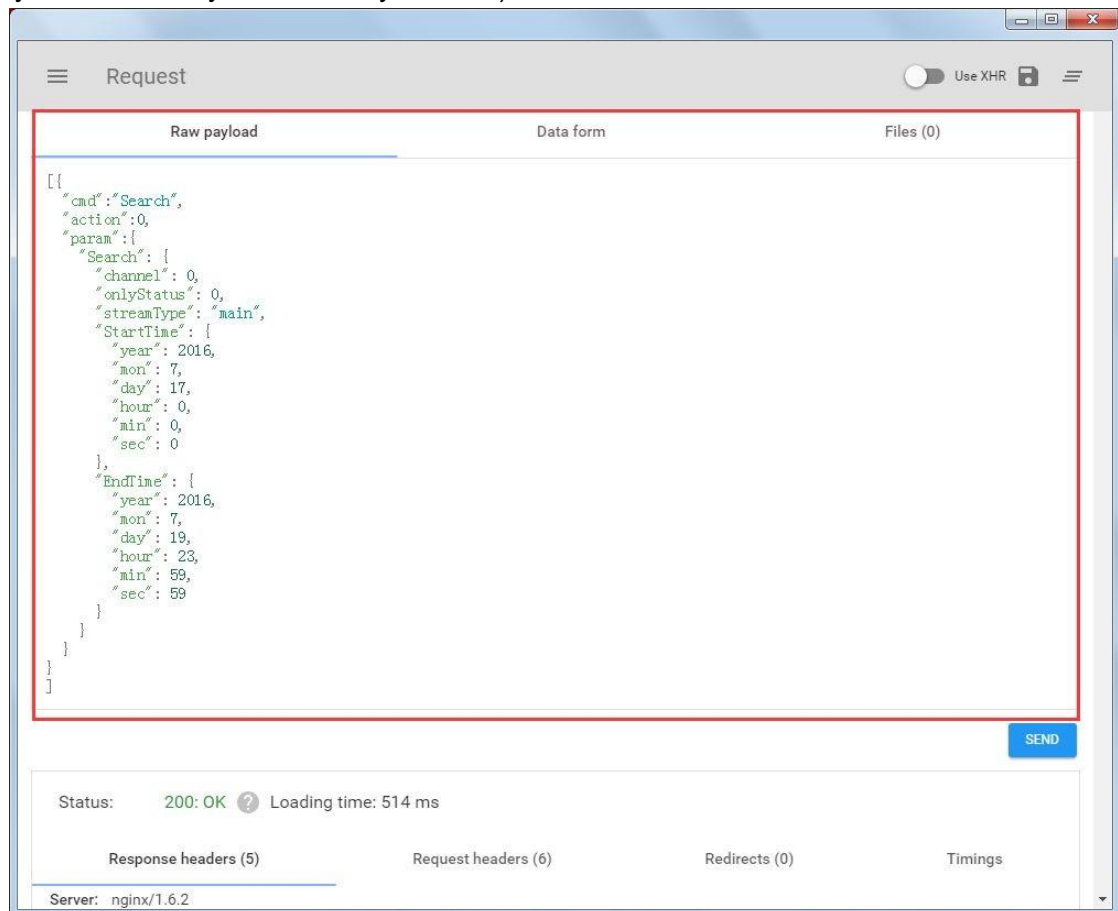 Request
Use XHR
Raw payload
Data form
Files (0)
[{
"cmd":"Search",
"action":0,
"param":{
"Search": {
"channel": 0,
"onlyStatus": 0,
"streamType": "main",
"StartTime": {
"year": 2016,
"mon": 7,
"day": 17,
"hour": 0,
"min": 0,
"sec": 0
},
"EndTime": {
"year": 2016,
"mon": 7,
"day": 19,
"hour": 23,
"min": 59,
"sec": 59
}
}
}
}
]
SEND
Status: 200: OK ? Loading time: 514 ms
Response headers (5)
Request headers (6)
Redirects (0)
Timings
Server: nginx/1.6.2